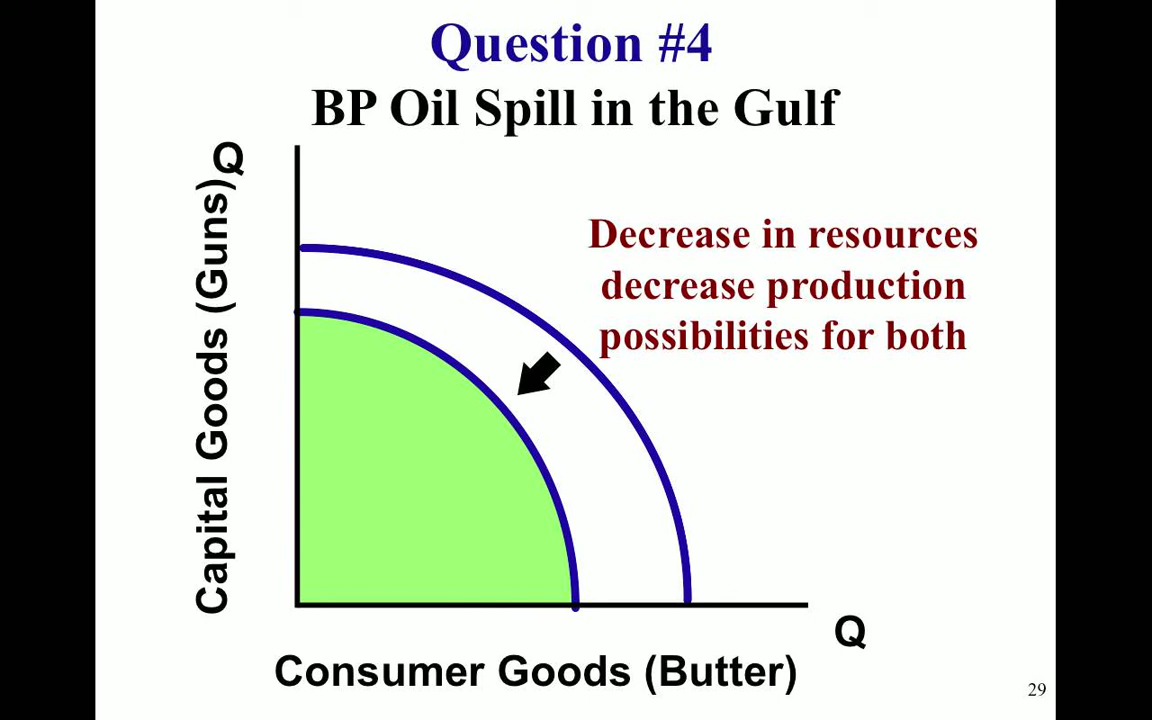 Question #4
BP Oil Spill in the Gulf
Q
Capital Goods (Guns)
Decrease in resources
decrease production
possibilities for both
Q
Consumer Goods (Butter)
29